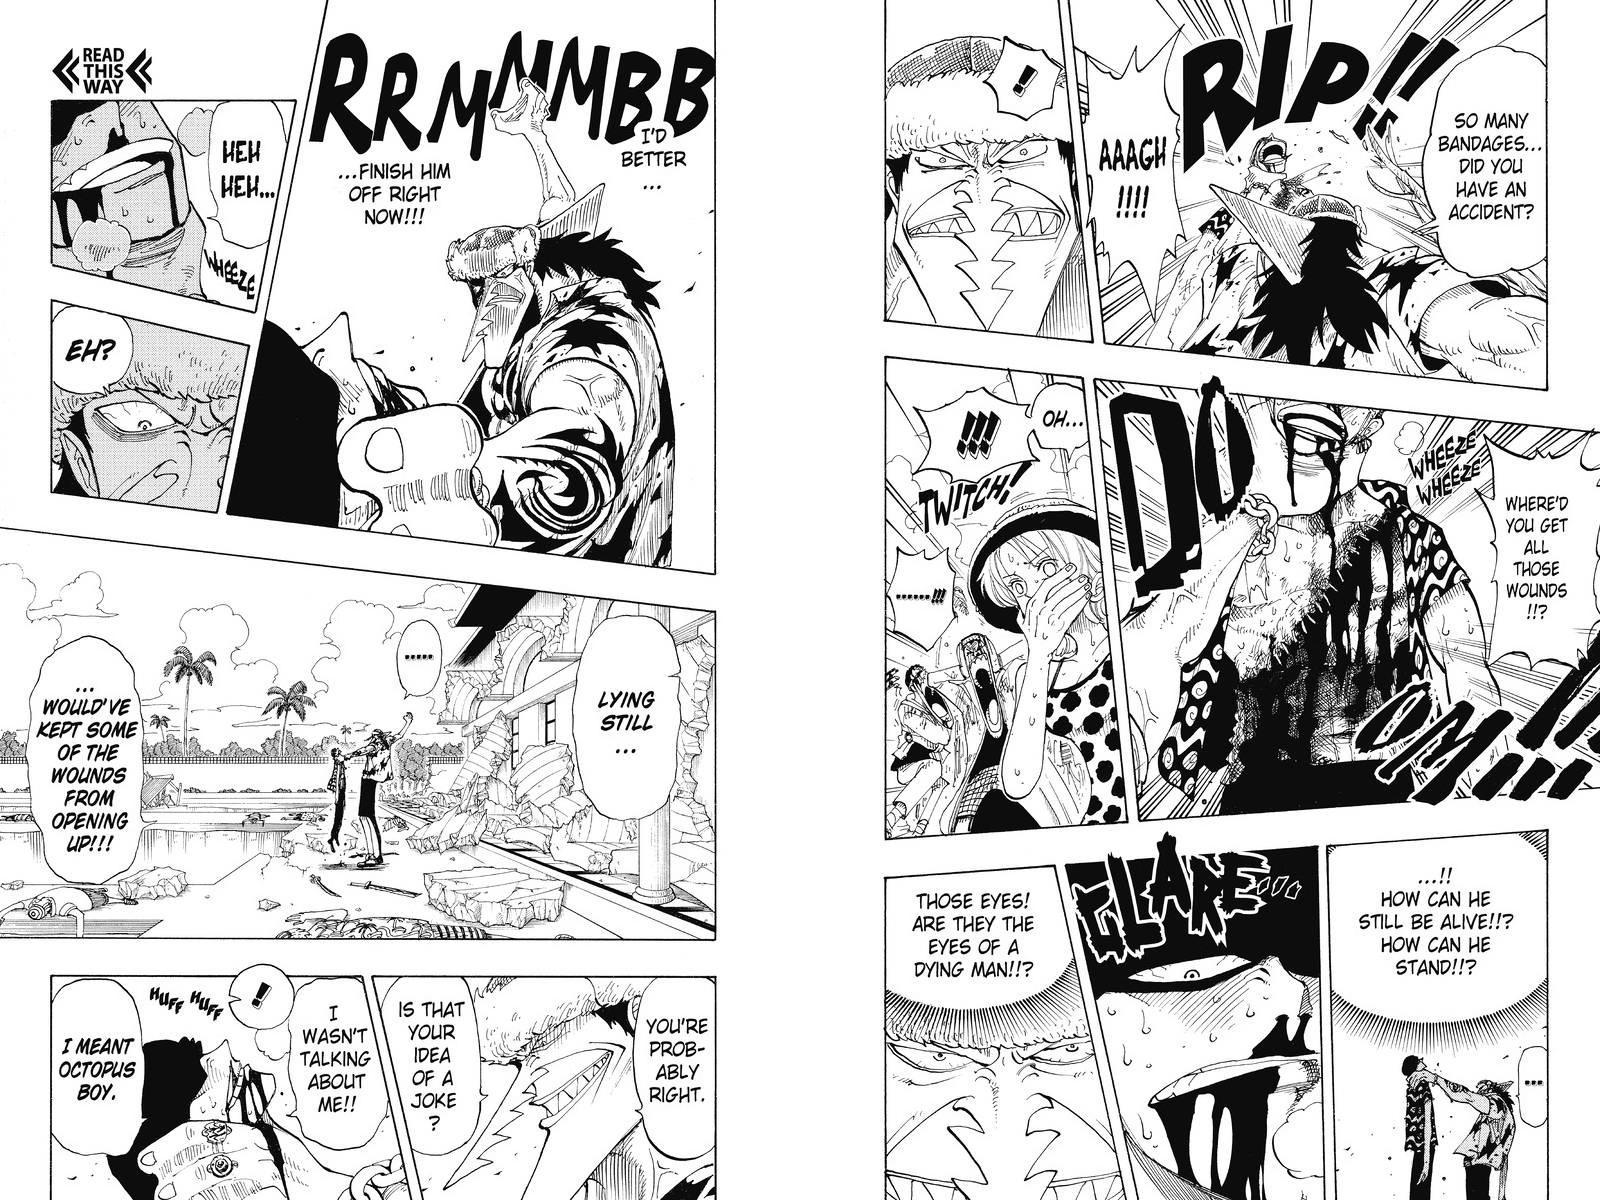 RIP!!
SO MANY
BANDAGES...
DID YOU
HAVE AN
ACCIDENT?
AAAGH
!!!!
!
WHERE'D
YOU GET
ALL
THOSE
WOUNDS
!!?
WHEEZE
WHEEZE
DOOM!!!
OH...
!!!
TWITCH!
.......!!!
...!!
HOW CAN HE
STILL BE ALIVE!!?
HOW CAN HE
STAND!!?
...
GLARE...
THOSE EYES!
ARE THEY THE
EYES OF A
DYING MAN!!?
READ
THIS
WAY
RRMMMBB
I'D
BETTER
...
...FINISH HIM
OFF RIGHT
NOW!!!
HEH
HEH...
WHEEZE
EH?
LYING
STILL
...
.....
...
WOULD'VE
KEPT SOME
OF THE
WOUNDS
FROM
OPENING
UP!!!
YOU'RE
PROB-
ABLY
RIGHT.
IS THAT
YOUR
IDEA
OF A
JOKE
?
I
WASN'T
TALKING
ABOUT
ME!!
!
HUFF HUFF
I MEANT
OCTOPUS
BOY.